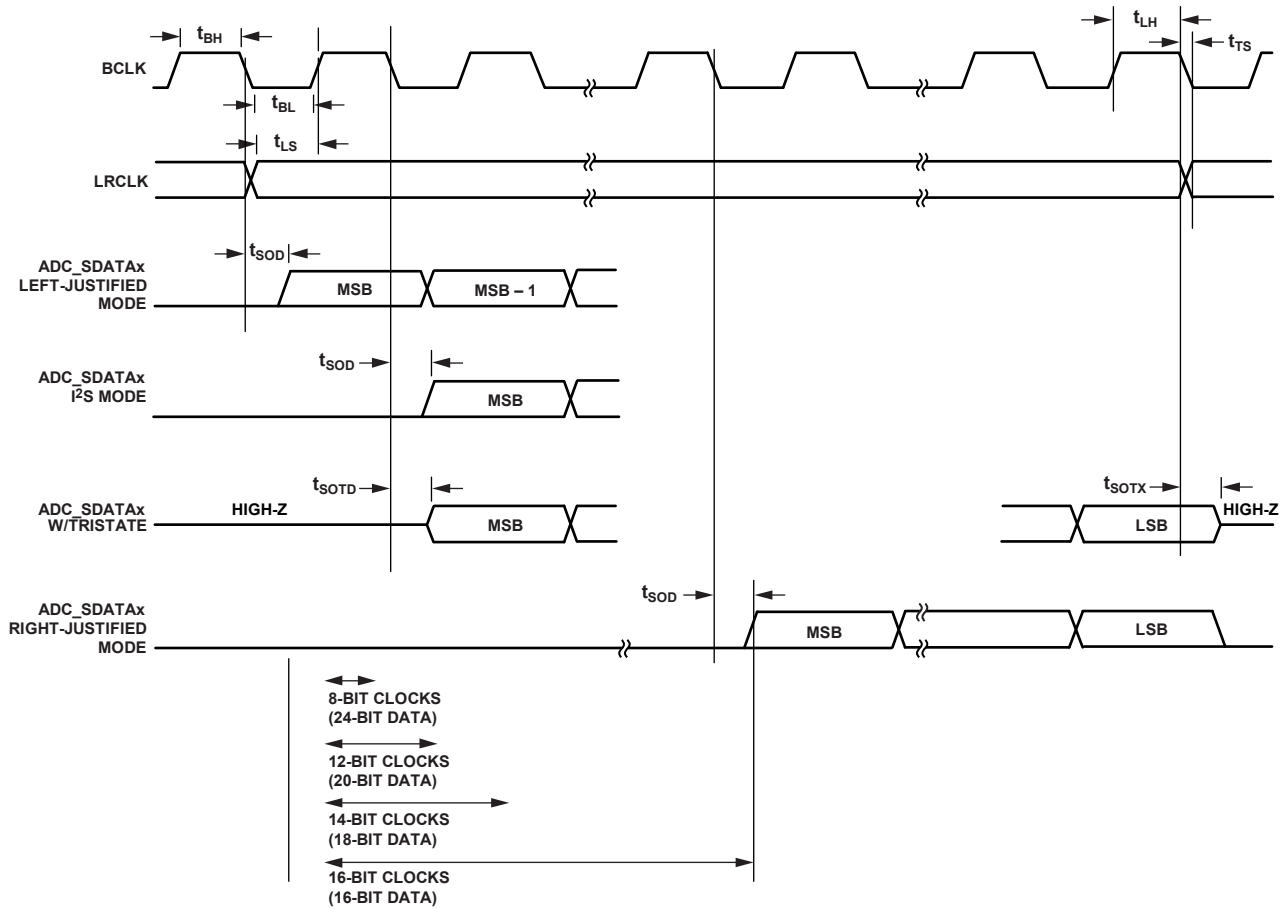 tBH
tLH
tTS
BCLK
tBL
tLS
LRCLK
tSOD
ADC_SDATAx
LEFT-JUSTIFIED
MODE
MSB
MSB – 1
tSOD
ADC_SDATAx
I2S MODE
MSB
tSOTD
tSOTX
ADC_SDATAx
W/TRISTATE
HIGH-Z
MSB
LSB
HIGH-Z
tSOD
ADC_SDATAx
RIGHT-JUSTIFIED
MODE
MSB
LSB
8-BIT CLOCKS
(24-BIT DATA)
12-BIT CLOCKS
(20-BIT DATA)
14-BIT CLOCKS
(18-BIT DATA)
16-BIT CLOCKS
(16-BIT DATA)